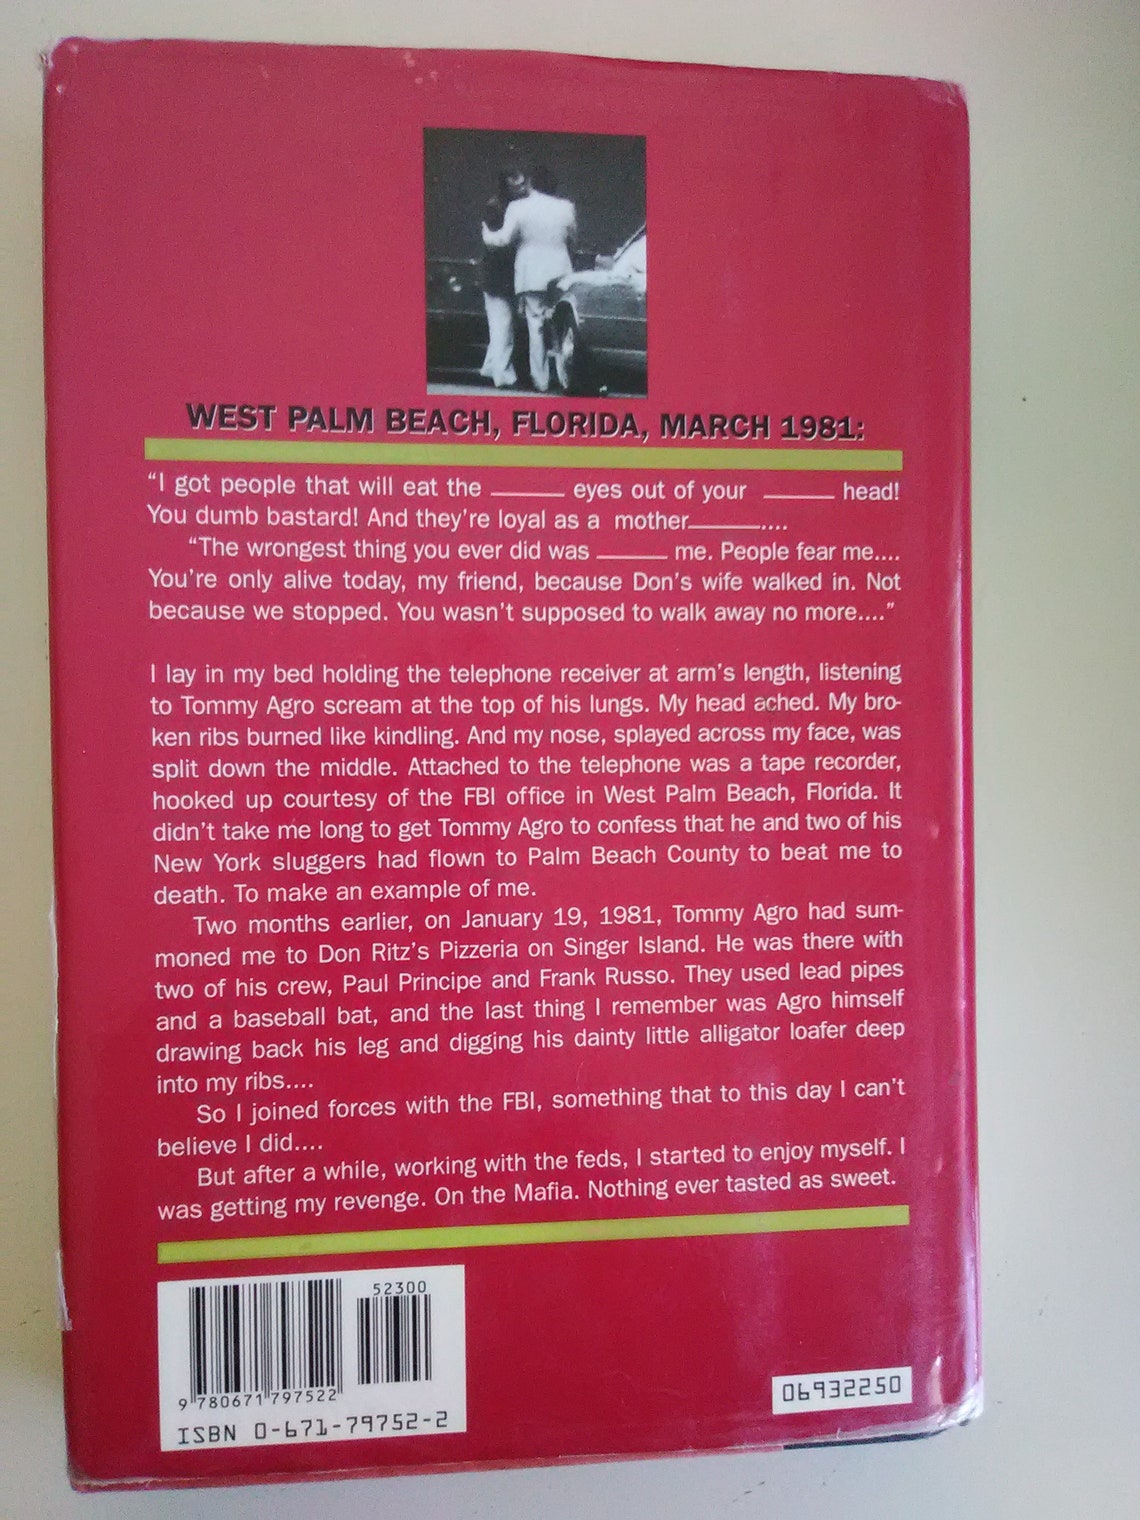 WEST PALM BEACH, FLORIDA, MARCH 1981:
“I got people that will eat the ______ eyes out of your ______ head!
You dumb bastard! And they’re loyal as a mother______....
“The wrongest thing you ever did was ______ me. People fear me....
You’re only alive today, my friend, because Don’s wife walked in. Not
because we stopped. You wasn’t supposed to walk away no more....”
I lay in my bed holding the telephone receiver at arm’s length, listening
to Tommy Agro scream at the top of his lungs. My head ached. My bro-
ken ribs burned like kindling. And my nose, splayed across my face, was
split down the middle. Attached to the telephone was a tape recorder,
hooked up courtesy of the FBI office in West Palm Beach, Florida. It
didn’t take me long to get Tommy Agro to confess that he and two of his
New York sluggers had flown to Palm Beach County to beat me to
death. To make an example of me.
Two months earlier, on January 19, 1981, Tommy Agro had sum-
moned me to Don Ritz’s Pizzeria on Singer Island. He was there with
two of his crew, Paul Principe and Frank Russo. They used lead pipes
and a baseball bat, and the last thing I remember was Agro himself
drawing back his leg and digging his dainty little alligator loafer deep
into my ribs....
So I joined forces with the FBI, something that to this day I can’t
believe I did....
But after a while, working with the feds, I started to enjoy myself. I
was getting my revenge. On the Mafia. Nothing ever tasted as sweet.
52300
9 780671 797522
ISBN 0-671-79752-2
06932250